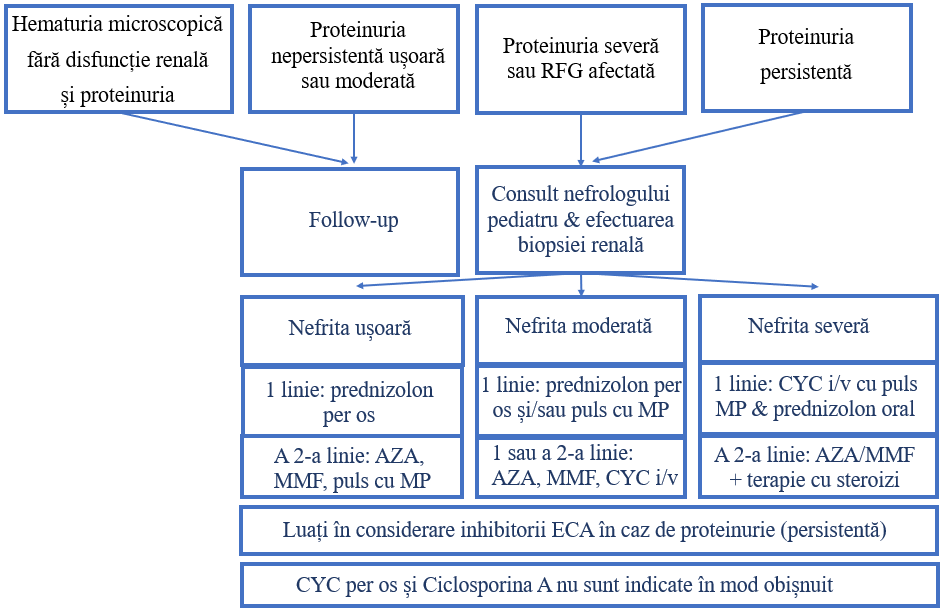 Hematuria microscopică
fără disfuncție renală
și proteinuria
Proteinuria
nepersistentă ușoară
sau moderată
Proteinuria severă
sau RFG afectată
Proteinuria
persistentă
Follow-up
Consult nefrologului
pediatru & efectuarea
biopsiei renală
Nefrita ușoară
Nefrita moderată
Nefrita severă
1 linie: prednizolon
per os
1 linie: prednizolon per
os și/sau puls cu MP
1 linie: CYC i/v cu puls
MP & prednizolon oral
A 2-a linie: AZA,
MMF, puls cu MP
1 sau a 2-a linie:
AZA, MMF, CYC i/v
A 2-a linie: AZA/MMF
+ terapie cu steroizi
Luați în considerare inhibitorii ECA în caz de proteinurie (persistentă)
CYC per os și Ciclosporina A nu sunt indicate în mod obișnuit